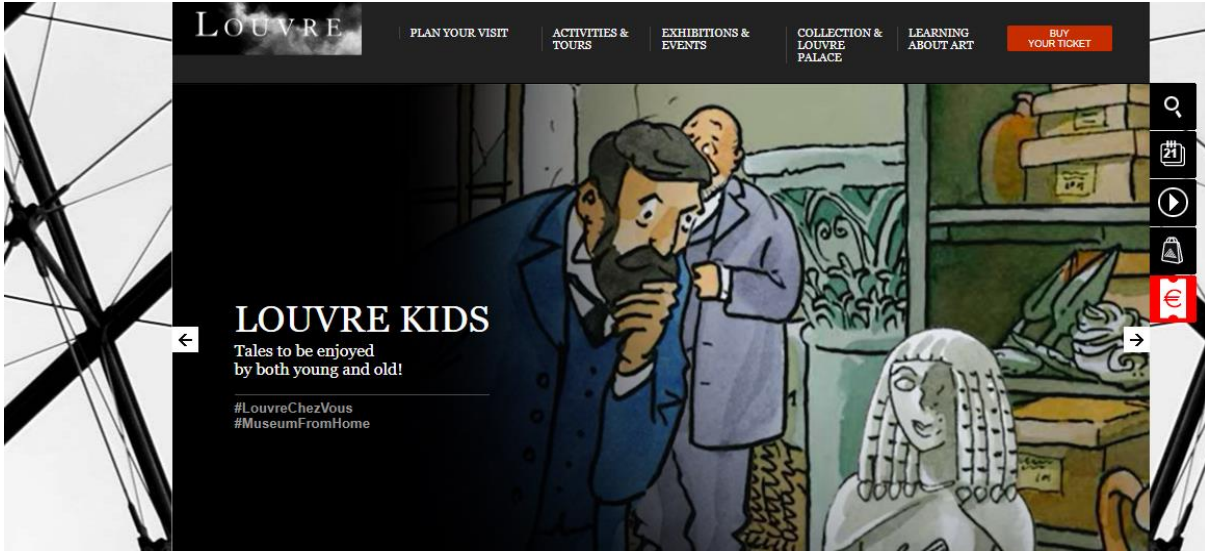 LOUVRE
PLAN YOUR VISIT
ACTIVITIES &
TOURS
EXHIBITIONS &
EVENTS
COLLECTION &
LOUVRE
PALACE
LEARNING
ABOUT ART
BUY
YOUR TICKET
21
€
LOUVRE KIDS
Tales to be enjoyed
by both young and old!
#LouvreChezVous
#MuseumFromHome